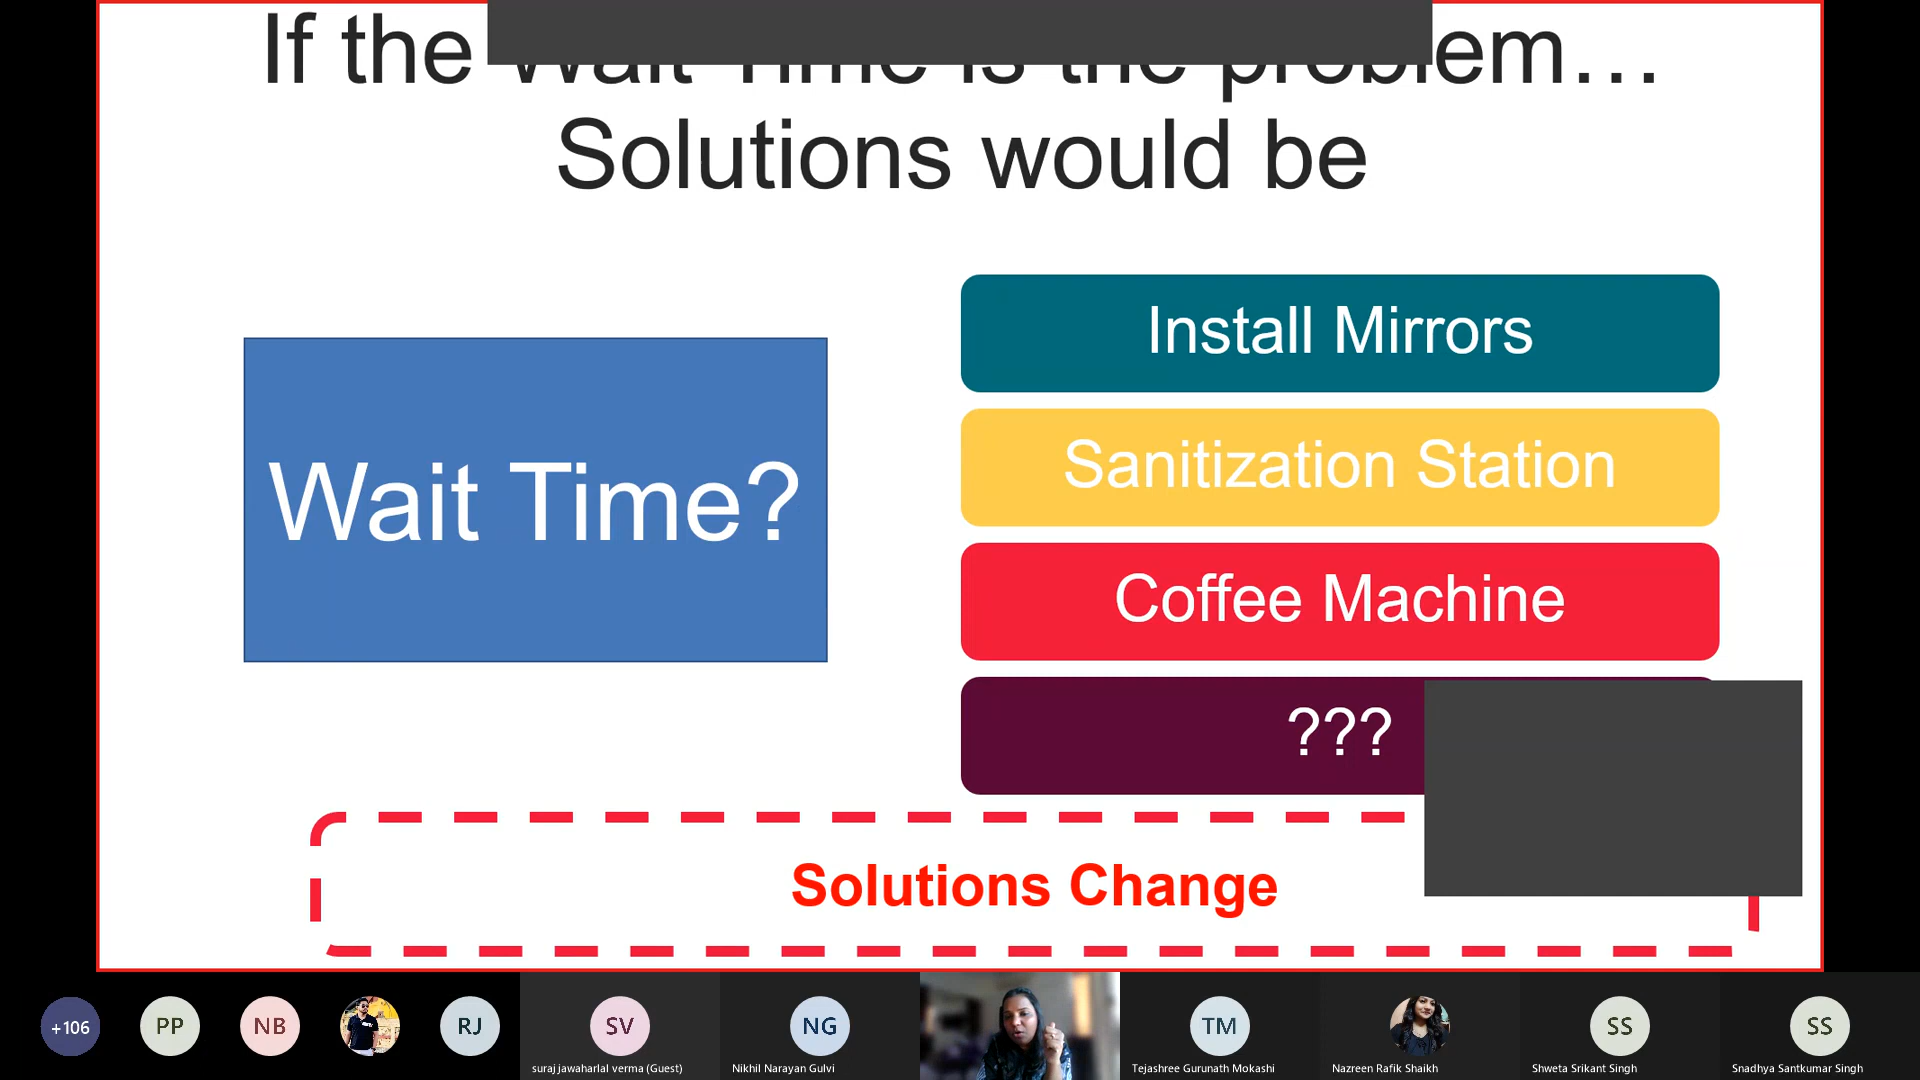 If the Wait Time is the problem...
Solutions would be
Wait Time?
Install Mirrors
Sanitization Station
Coffee Machine
???
Solutions Change
+106
PP
NB
RJ
SV
NG
TM
SS
SS
suraj jawaharlal verma (Guest)
Nikhil Narayan Gulvi
Tejashree Gurunath Mokashi
Nazreen Rafik Shaikh
Shweta Srikant Singh
Snadhya Santkumar Singh